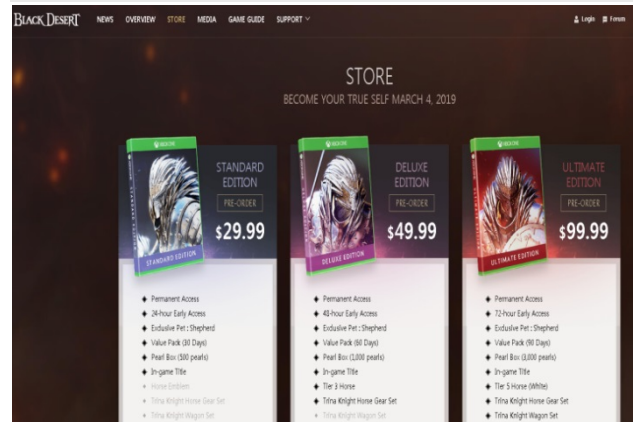 BLACK DESERT NEWS OVERVIEW STORE MEDIA GAME GUIDE SUPPORT Login Forum
STORE
BECOME YOUR TRUE SELF MARCH 4, 2019
XBOX ONE
STANDARD
EDITION
PRE-ORDER
$29.99
STANDARD EDITION
Permanent Access
24-hour Early Access
Exclusive Pet : Shepherd
Value Pack (30 Days)
Pearl Box (500 pearls)
In-game Title
Horse Emblem
Trina Knight Horse Gear Set
Trina Knight Wagon Set
XBOX ONE
DELUXE
EDITION
PRE-ORDER
$49.99
DELUXE EDITION
Permanent Access
48-hour Early Access
Exclusive Pet : Shepherd
Value Pack (60 Days)
Pearl Box (1,000 pearls)
In-game Title
Tier 3 Horse
Trina Knight Horse Gear Set
Trina Knight Wagon Set
XBOX ONE
ULTIMATE
EDITION
PRE-ORDER
$99.99
ULTIMATE EDITION
Permanent Access
72-hour Early Access
Exclusive Pet : Shepherd
Value Pack (90 Days)
Pearl Box (3,000 pearls)
In-game Title
Tier 5 Horse (White)
Trina Knight Horse Gear Set
Trina Knight Wagon Set